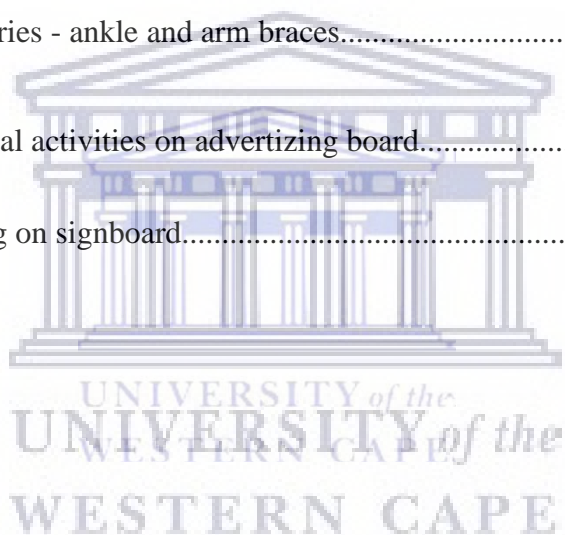 ries - ankle and arm braces..........................
al activities on advertizing board..................
g on signboard.............................................
UNIVERSITY of the
WESTERN CAPE
UNIVERSITY of the
WESTERN CAPE